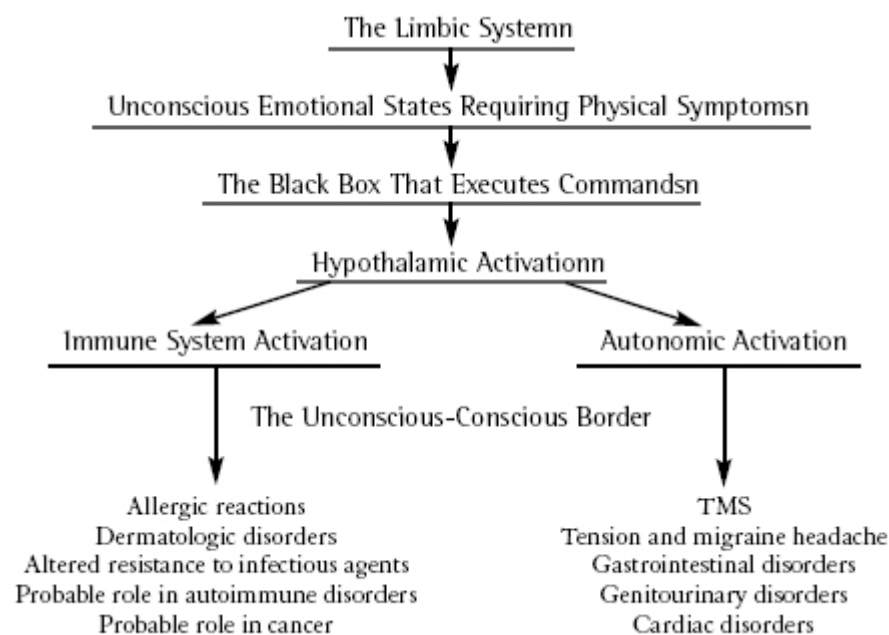 The Limbic Systemn
Unconscious Emotional States Requiring Physical Symptomsn
The Black Box That Executes Commandsn
Hypothalamic Activationn
Immune System Activation
Autonomic Activation
The Unconscious-Conscious Border
Allergic reactions
Dermatologic disorders
Altered resistance to infectious agents
Probable role in autoimmune disorders
Probable role in cancer
TMS
Tension and migraine headache
Gastrointestinal disorders
Genitourinary disorders
Cardiac disorders